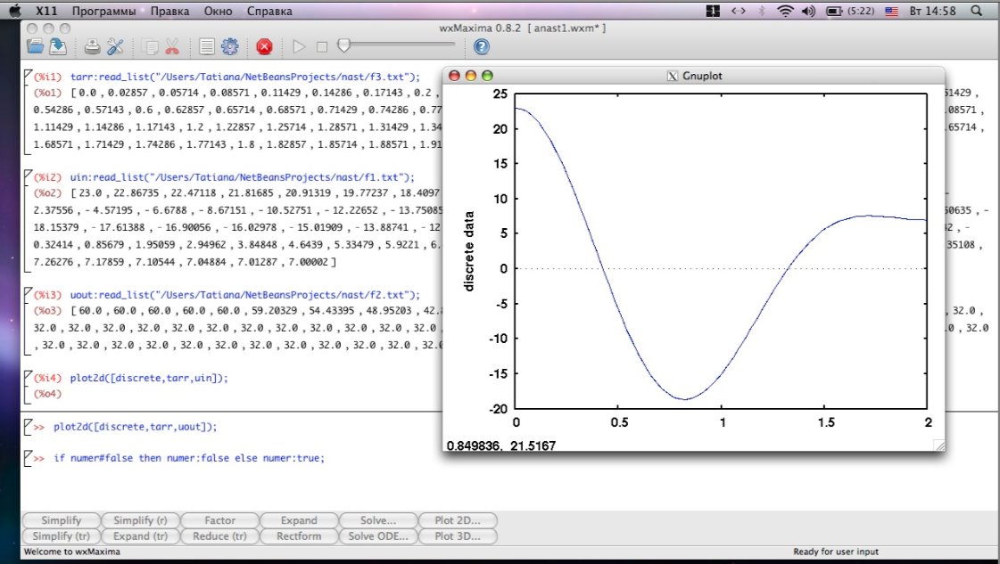 X11 Программы Правка Окно Справка 1 (5:22) Вт 14:58
wxMaxima 0.8.2 [ anast1.wxm* ]
(%i1) tarr:read_list("/Users/Tatiana/NetBeansProjects/nast/f3.txt");
(%o1) [ 0.0 , 0.02857 , 0.05714 , 0.08571 , 0.11429 , 0.14286 , 0.17143 , 0.2 , 51429 ,
0.54286 , 0.57143 , 0.6 , 0.62857 , 0.65714 , 0.68571 , 0.71429 , 0.74286 , 0.77 08571 ,
1.11429 , 1.14286 , 1.17143 , 1.2 , 1.22857 , 1.25714 , 1.28571 , 1.31429 , 1.34 .65714 ,
1.68571 , 1.71429 , 1.74286 , 1.77143 , 1.8 , 1.82857 , 1.85714 , 1.88571 , 1.91
(%i2) uin:read_list("/Users/Tatiana/NetBeansProjects/nast/f1.txt");
(%o2) [ 23.0 , 22.86735 , 22.47118 , 21.81685 , 20.91319 , 19.77237 , 18.4097 -
2.37556 , - 4.57195 , - 6.6788 , - 8.67151 , - 10.52751 , - 12.22652 , - 13.75085 50635 , -
18.15379 , - 17.61388 , - 16.90056 , - 16.02978 , - 15.01909 , - 13.88741 , - 12 2 , -
0.32414 , 0.85679 , 1.95059 , 2.94962 , 3.84848 , 4.6439 , 5.33479 , 5.9221 , 6. 35108 ,
7.26276 , 7.17859 , 7.10544 , 7.04884 , 7.01287 , 7.00002 ]
(%i3) uout:read_list("/Users/Tatiana/NetBeansProjects/nast/f2.txt");
(%o3) [ 60.0 , 60.0 , 60.0 , 60.0 , 60.0 , 59.20329 , 54.43395 , 48.95203 , 42. , 32.0 ,
32.0 , 32.0 , 32.0 , 32.0 , 32.0 , 32.0 , 32.0 , 32.0 , 32.0 , 32.0 , 32.0 , 32.0 , .0 , 32.0
, 32.0 , 32.0 , 32.0 , 32.0 , 32.0 , 32.0 , 32.0 , 32.0 , 32.0 , 32.0 , 32.0 , 32.0
(%i4) plot2d([discrete,tarr,uin]);
(%o4)
>> plot2d([discrete,tarr,uout]);
>> if numer#false then numer:false else numer:true;
X Gnuplot
25
20
15
10
5
0
-5
-10
-15
-20
discrete data
0 0.5 1 1.5 2
0.849836, 21.5167
Simplify Simplify (r) Factor Expand Solve... Plot 2D...
Simplify (tr) Expand (tr) Reduce (tr) Rectform Solve ODE... Plot 3D...
Welcome to wxMaxima Ready for user input